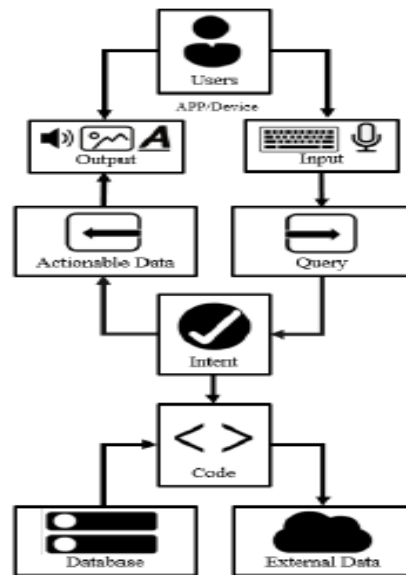 Users
APP/Device
A
Output
Input
Actionable Data
Query
Intent
< >
Code
Database
External Data